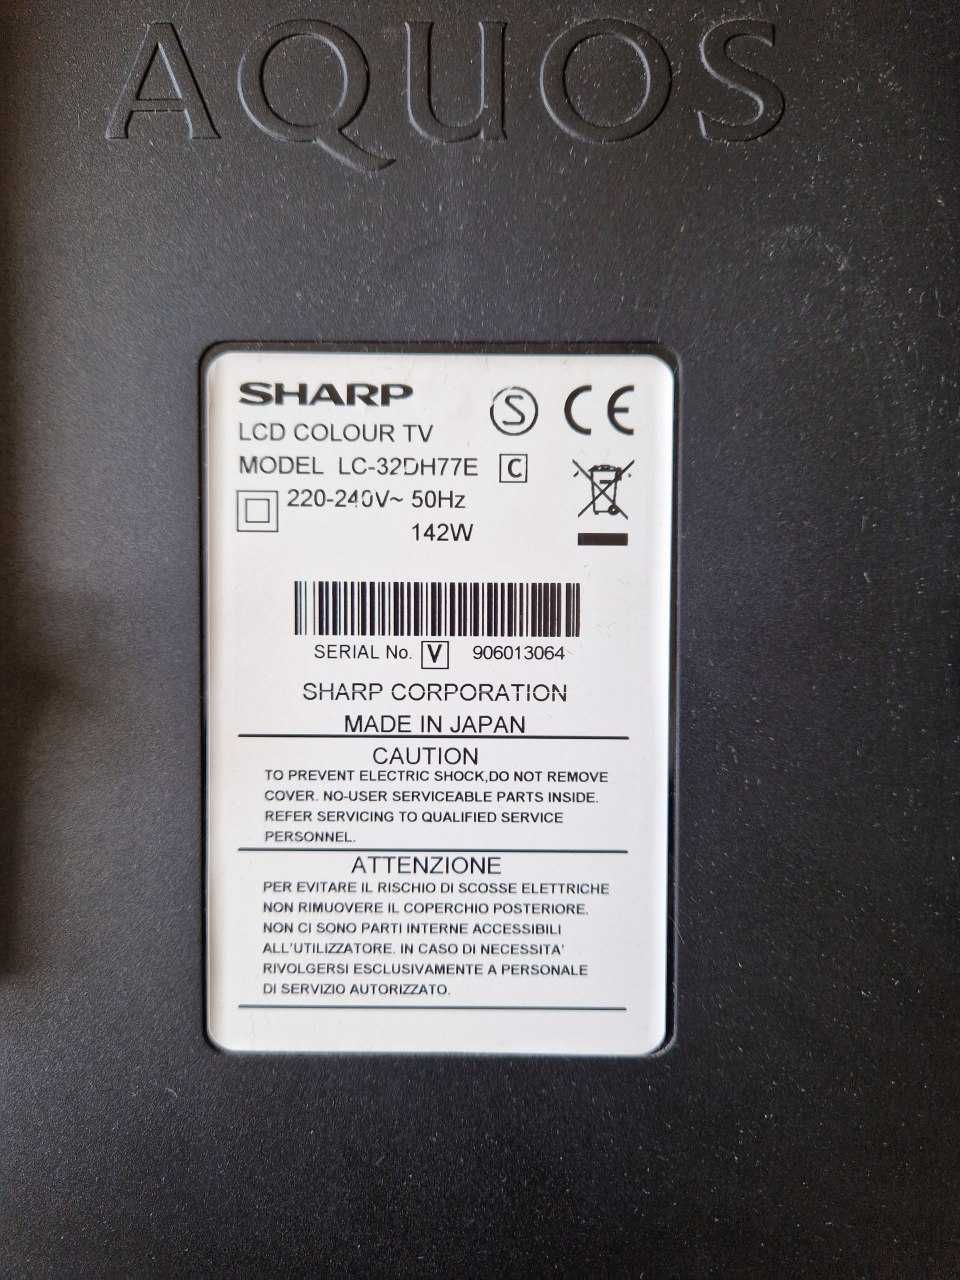 AQUOS
SHARP
S CE
LCD COLOUR TV
MODEL LC-32DH77E C
220-240V~ 50Hz
142W
SERIAL No. V 906013064
SHARP CORPORATION
MADE IN JAPAN
CAUTION
TO PREVENT ELECTRIC SHOCK,DO NOT REMOVE
COVER. NO-USER SERVICEABLE PARTS INSIDE.
REFER SERVICING TO QUALIFIED SERVICE
PERSONNEL.
ATTENZIONE
PER EVITARE IL RISCHIO DI SCOSSE ELETTRICHE
NON RIMUOVERE IL COPERCHIO POSTERIORE.
NON CI SONO PARTI INTERNE ACCESSIBILI
ALL'UTILIZZATORE. IN CASO DI NECESSITA'
RIVOLGERSI ESCLUSIVAMENTE A PERSONALE
DI SERVIZIO AUTORIZZATO.